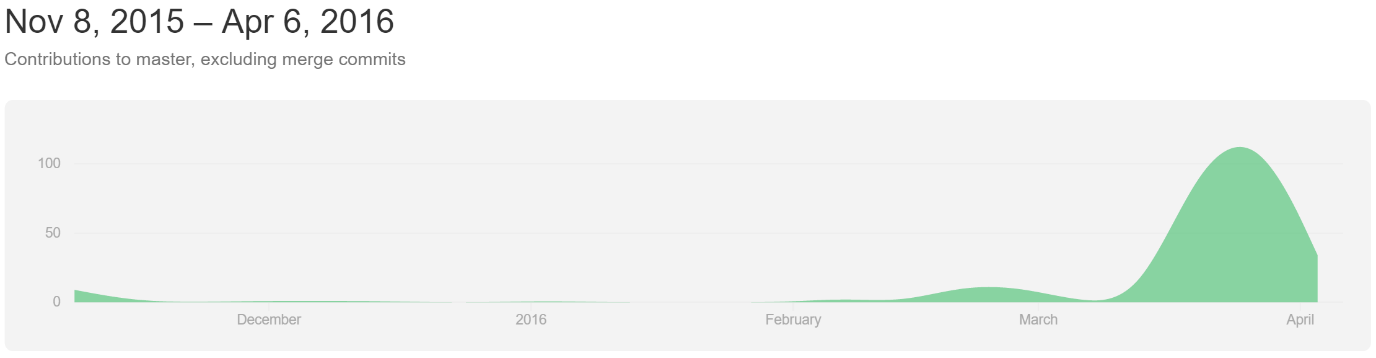 Nov 8, 2015 – Apr 6, 2016
Contributions to master, excluding merge commits
100
50
0
December 2016 February March April